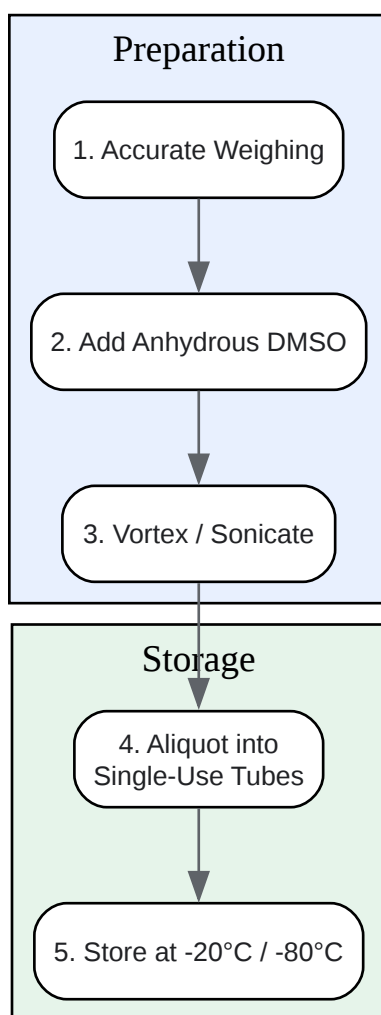 Preparation
1. Accurate Weighing
2. Add Anhydrous DMSO
3. Vortex / Sonicate
Storage
4. Aliquot into
Single-Use Tubes
5. Store at -20°C / -80°C